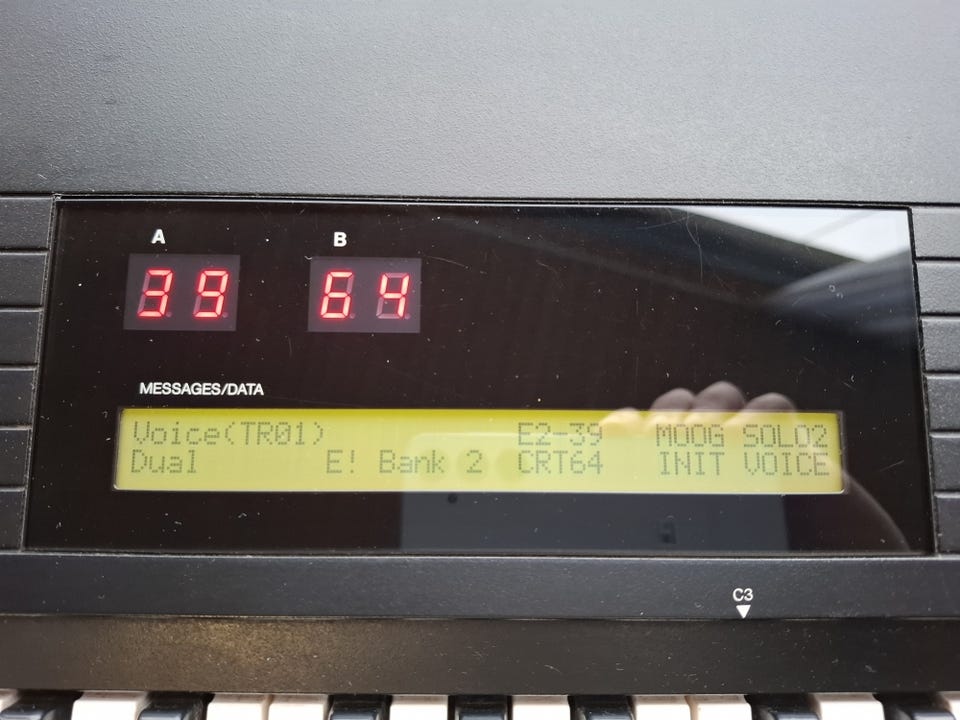 A B
39 64
MESSAGES/DATA
Voice(TR01) E2-39 MOOG SOLO2
Dual E! Bank 2 CRT64 INIT VOICE
C3